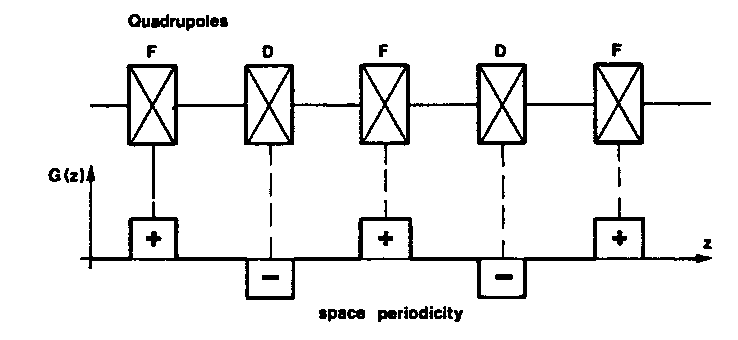 Quadrupoles
F D F D F
G(z)
+ + +
z
- -
space periodicity